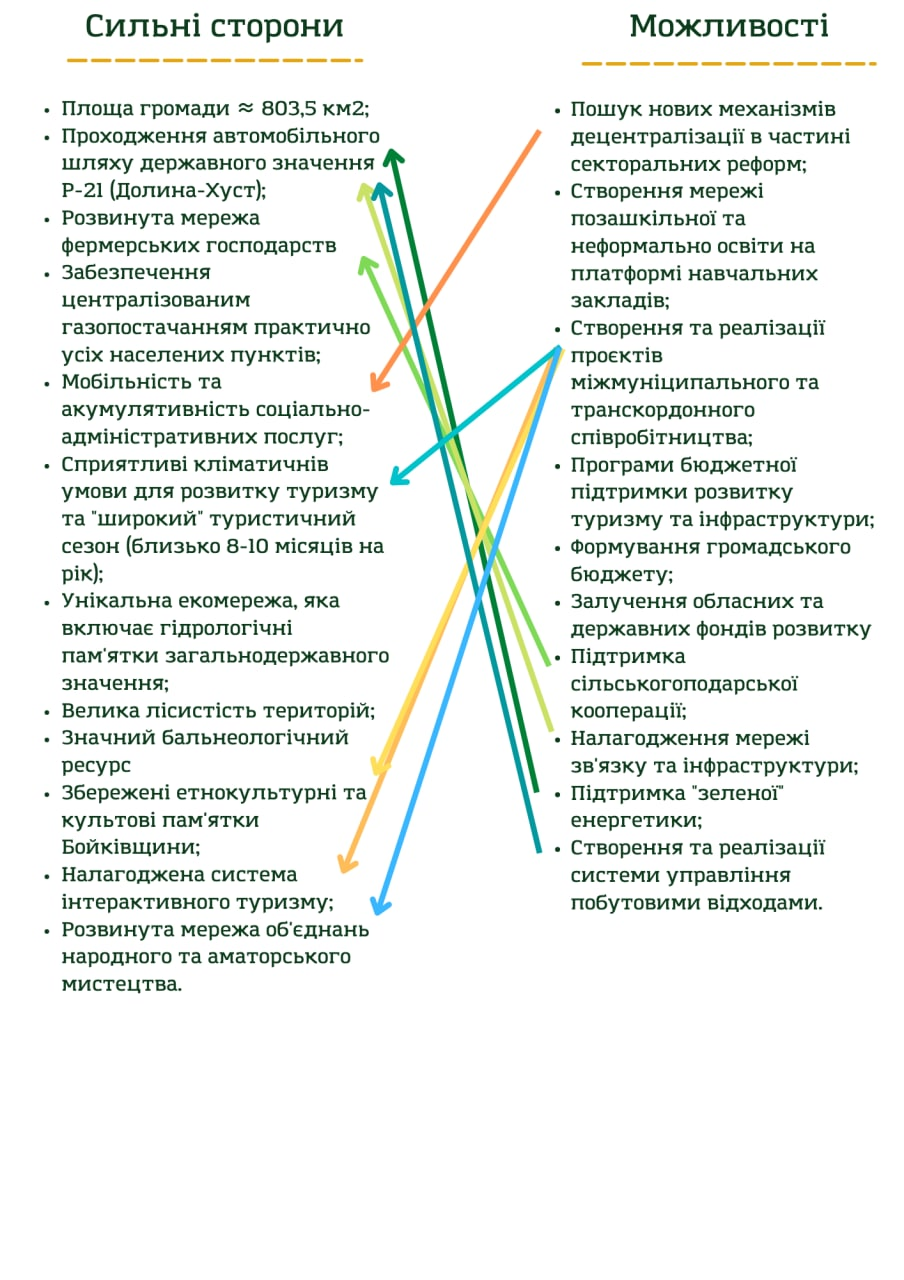 Сильні сторони
• Площа громади ≈ 803,5 км2;
• Проходження автомобільного
шляху державного значення
Р-21 (Долина-Хуст);
• Розвинута мережа
фермерських господарств
• Забезпечення
централізованим
газопостачанням практично
усіх населених пунктів;
• Мобільність та
акумулятивність соціально-
адміністративних послуг;
• Сприятливі кліматичнів
умови для розвитку туризму
та "широкий" туристичний
сезон (близько 8-10 місяців на
рік);
• Унікальна екомережа, яка
включає гідрологічні
пам'ятки загальнодержавного
значення;
• Велика лісистість територій;
• Значний бальнеологічний
ресурс
• Збережені етнокультурні та
культові пам'ятки
Бойківщини;
• Налагоджена система
інтерактивного туризму;
• Розвинута мережа об'єднань
народного та аматорського
мистецтва.
Можливості
• Пошук нових механізмів
децентралізації в частині
секторальних реформ;
• Створення мережі
позашкільної та
неформально освіти на
платформі навчальних
закладів;
• Створення та реалізації
проєктів
міжмуніципального та
транскордонного
співробітництва;
• Програми бюджетної
підтримки розвитку
туризму та інфраструктури;
• Формування громадського
бюджету;
• Залучення обласних та
державних фондів розвитку
• Підтримка
сільськогоподарської
кооперації;
• Налагодження мережі
зв'язку та інфраструктури;
• Підтримка "зеленої"
енергетики;
• Створення та реалізації
системи управління
побутовими відходами.